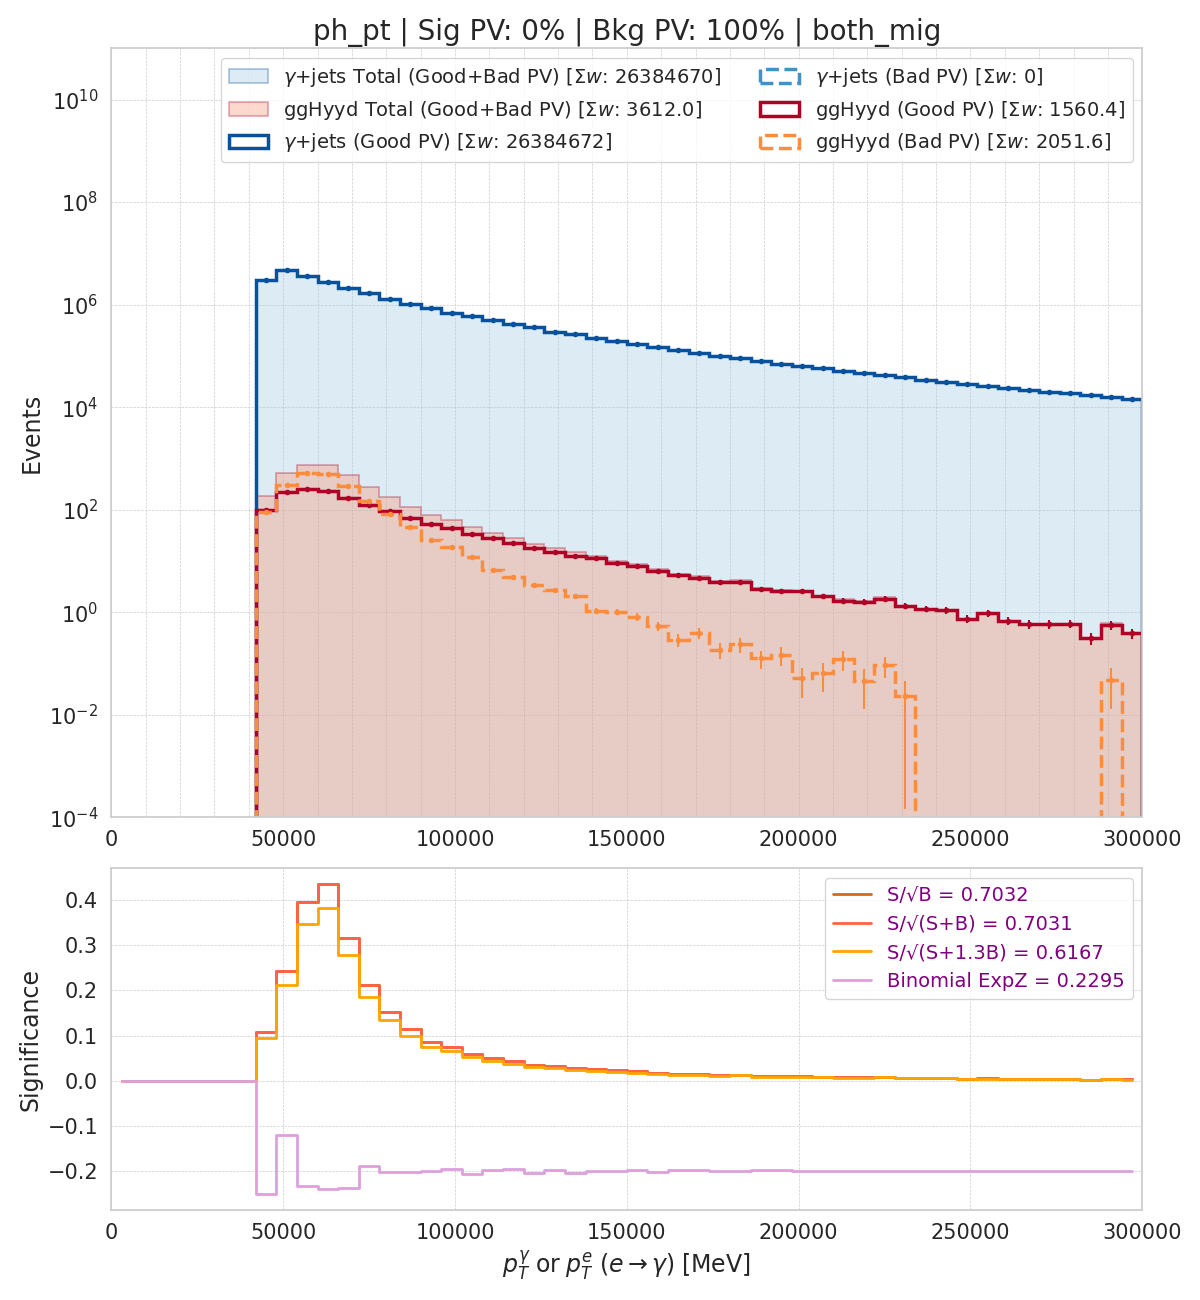 ph_pt | Sig PV: 0% | Bkg PV: 100% | both_mig
γ+jets Total (Good+Bad PV) [Σw: 26384670]
ggHyyd Total (Good+Bad PV) [Σw: 3612.0]
γ+jets (Good PV) [Σw: 26384672]
γ+jets (Bad PV) [Σw: 0]
ggHyyd (Good PV) [Σw: 1560.4]
ggHyyd (Bad PV) [Σw: 2051.6]
Events
10^10
10^8
10^6
10^4
10^2
10^0
10^−2
10^−4
0 50000 100000 150000 200000 250000 300000
Significance
0.4
0.3
0.2
0.1
0.0
−0.1
−0.2
S/√B = 0.7032
S/√(S+B) = 0.7031
S/√(S+1.3B) = 0.6167
Binomial ExpZ = 0.2295
0 50000 100000 150000 200000 250000 300000
p_T^γ or p_T^e (e→γ) [MeV]